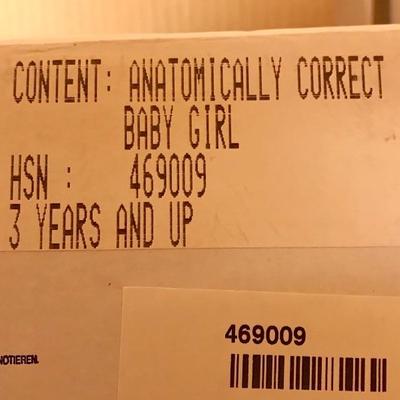 CONTENT: ANATOMICALLY CORRECT
BABY GIRL
HSN : 469009
3 YEARS AND UP
NOTIEREN.
469009